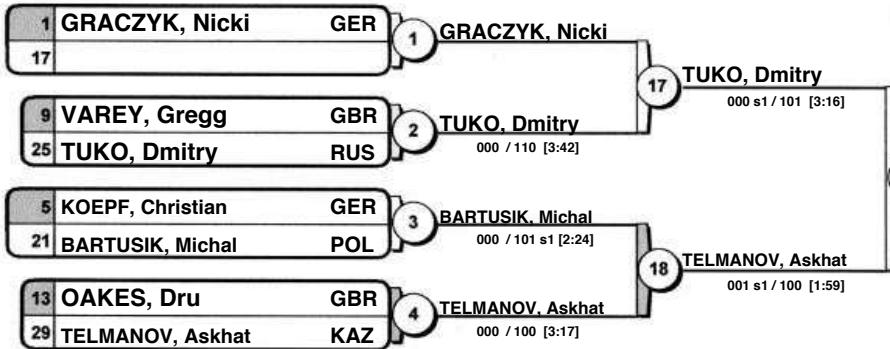 1 GRACZYK, Nicki GER
17
1
GRACZYK, Nicki
9 VAREY, Gregg GBR
25 TUKO, Dmitry RUS
2
TUKO, Dmitry
000 / 110 [3:42]
17
TUKO, Dmitry
000 s1 / 101 [3:16]
5 KOEPF, Christian GER
21 BARTUSIK, Michal POL
3
BARTUSIK, Michal
000 / 101 s1 [2:24]
13 OAKES, Dru GBR
29 TELMANOV, Askhat KAZ
4
TELMANOV, Askhat
000 / 100 [3:17]
18
TELMANOV, Askhat
001 s1 / 100 [1:59]